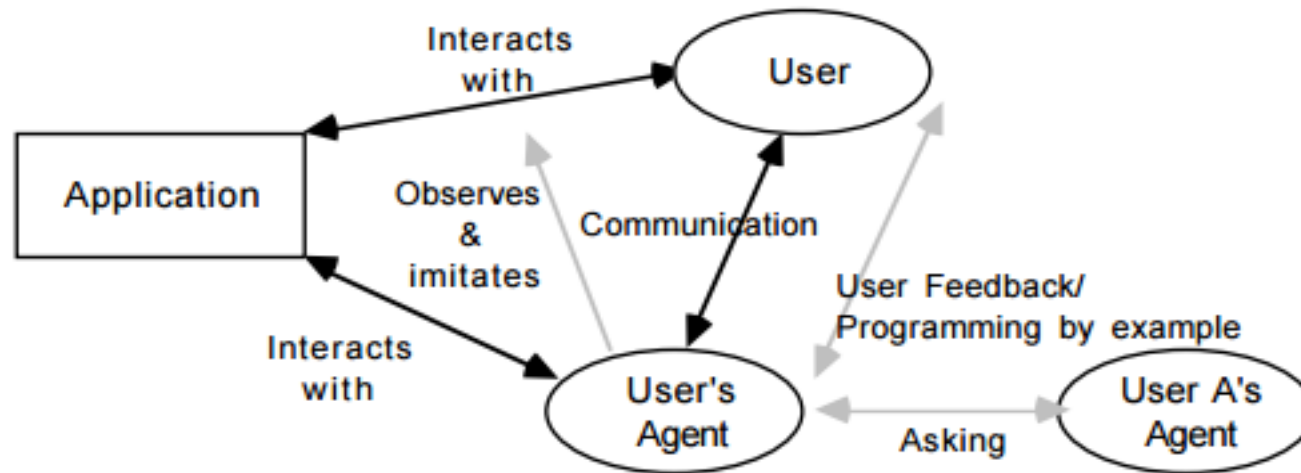 Interacts
with
User
Application
Observes
&
imitates
Communication
User Feedback/
Programming by example
Interacts
with
User's
Agent
Asking
User A's
Agent